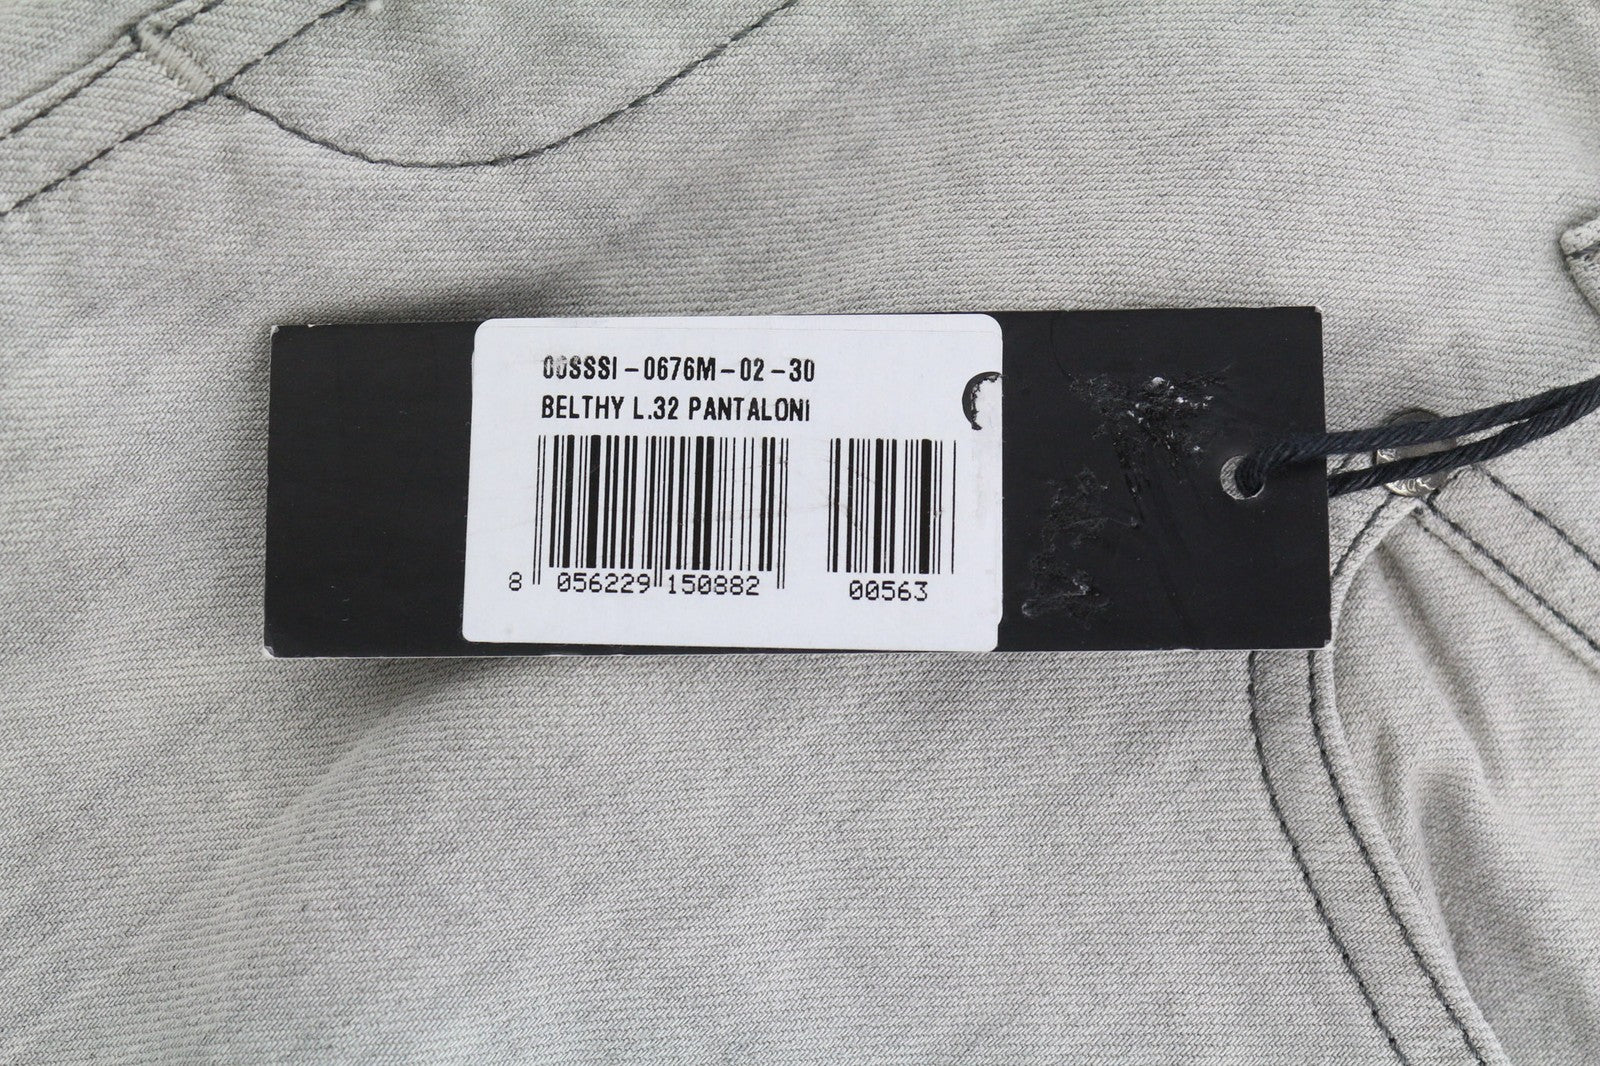 00SSSI-0676M-02-30
BELTHY L.32 PANTALONI
8 056229 150882 00563